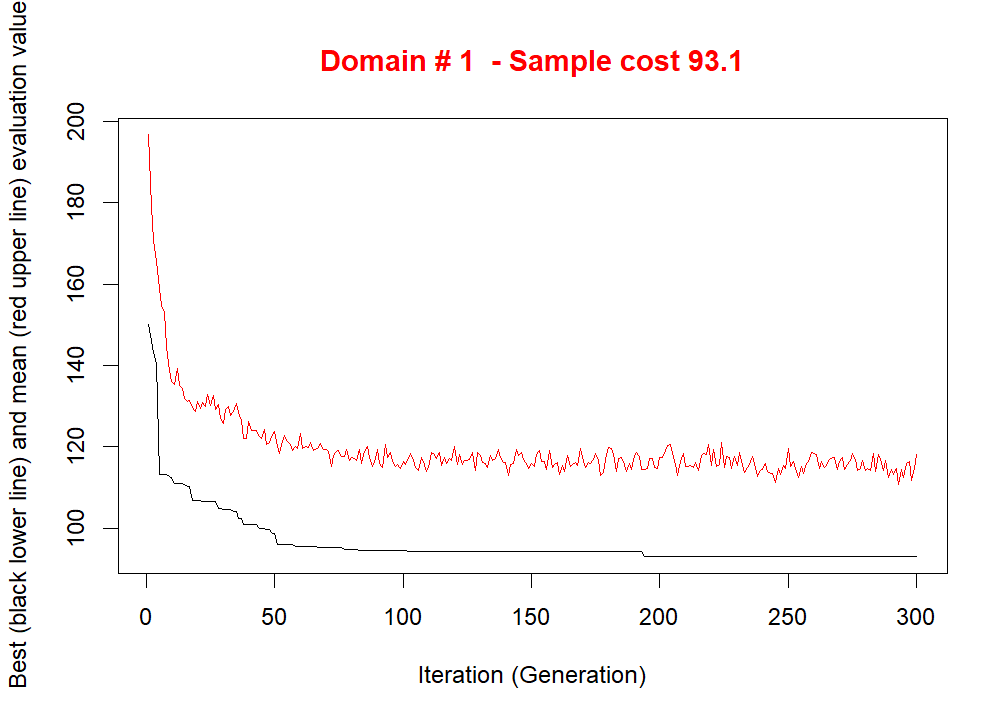 Domain # 1  - Sample cost 93.1
Best (black lower line) and mean (red upper line) evaluation value
200
180
160
140
120
100
0 50 100 150 200 250 300
Iteration (Generation)